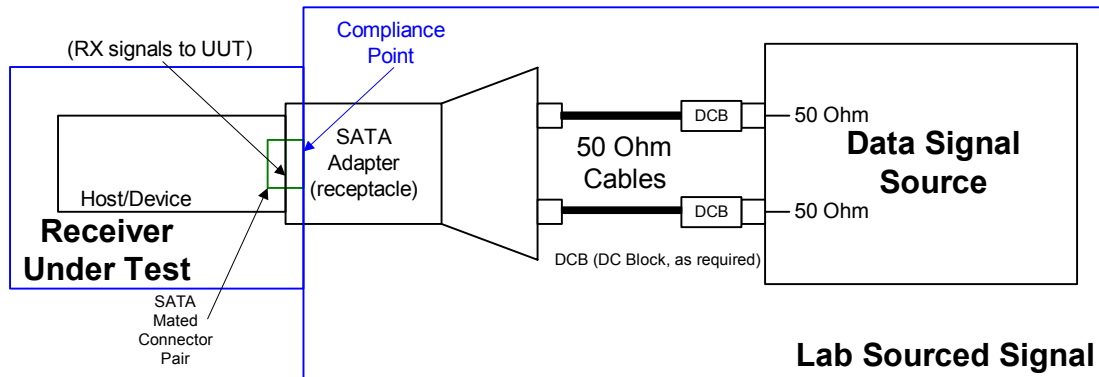 (RX signals to UUT)
Compliance
Point
SATA
Adapter
(receptacle)
Host/Device
Receiver
Under Test
SATA
Mated
Connector
Pair
50 Ohm
Cables
DCB
DCB
DCB (DC Block, as required)
50 Ohm
Data Signal
Source
50 Ohm
Lab Sourced Signal